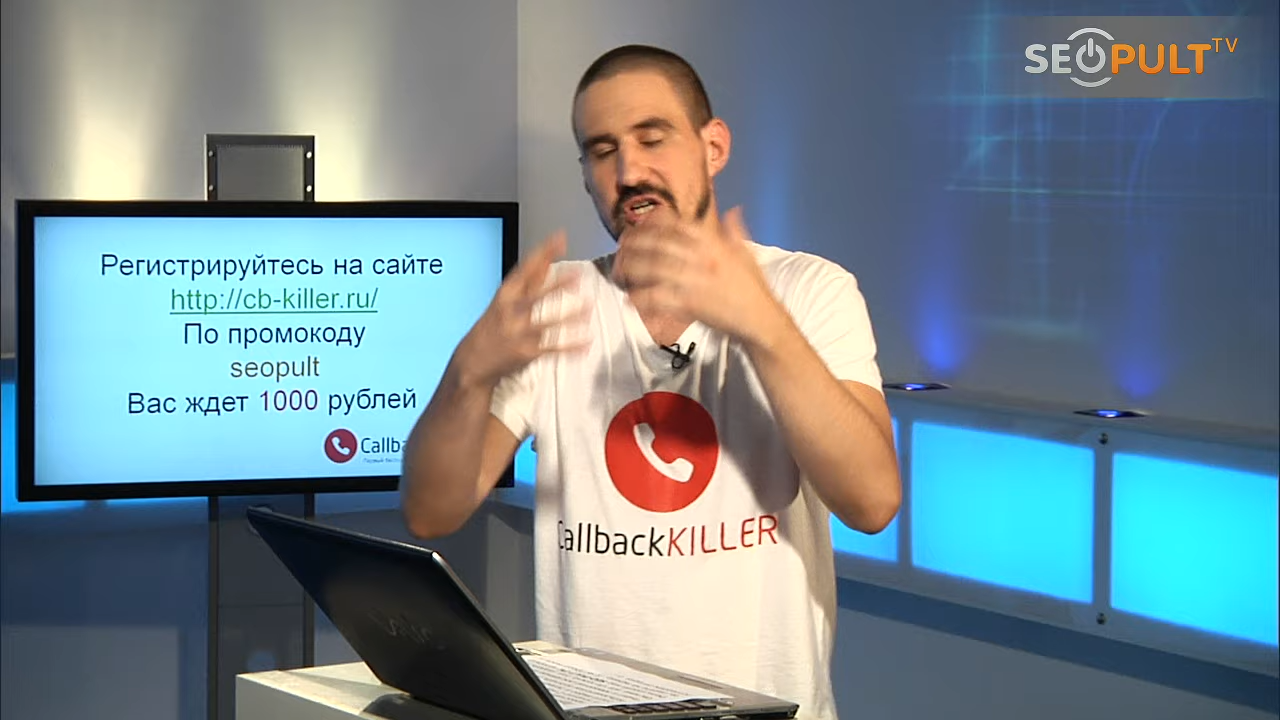 SEOPULT TV
Регистрируйтесь на сайте
http://cb-killer.ru/
По промокоду
seopult
Вас ждет 1000 рублей
CallbackKILLER